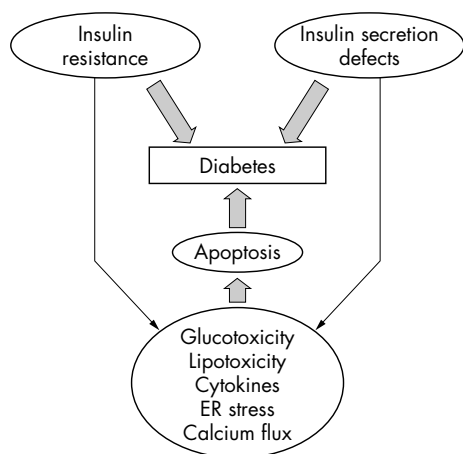 Insulin
resistance
Insulin secretion
defects
Diabetes
Apoptosis
Glucotoxicity
Lipotoxicity
Cytokines
ER stress
Calcium flux